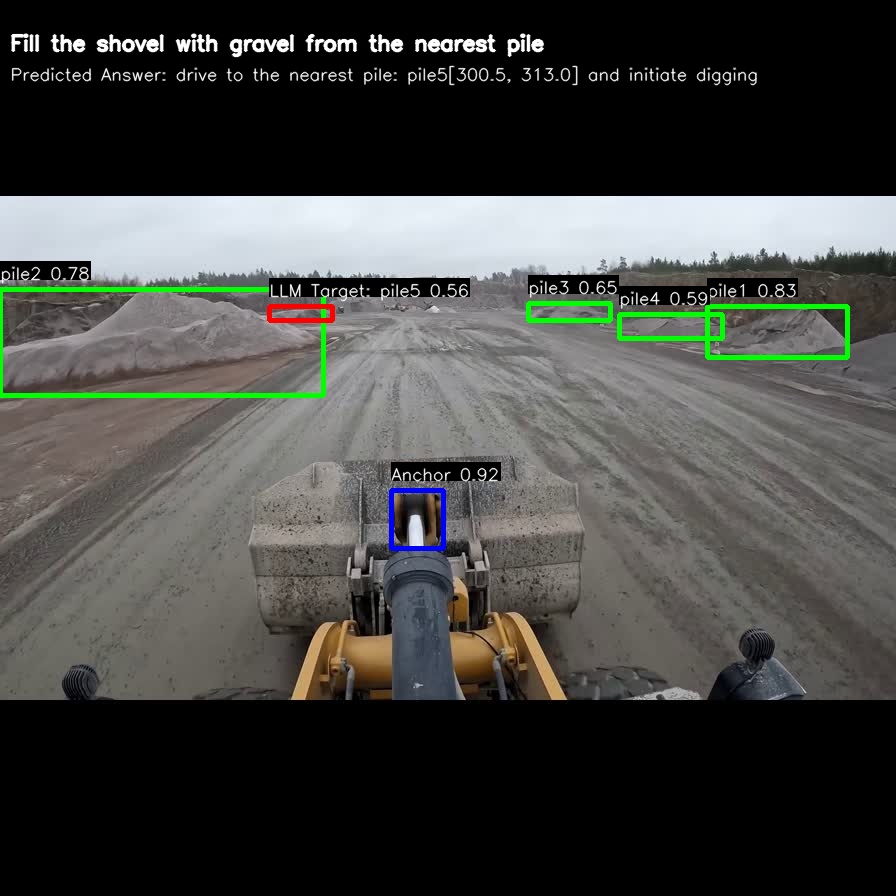 Fill the shovel with gravel from the nearest pile
Predicted Answer: drive to the nearest pile: pile5[300.5, 313.0] and initiate digging
pile2 0.78
LLM Target: pile5 0.56
pile3 0.65
pile4 0.59
pile1 0.83
Anchor 0.92